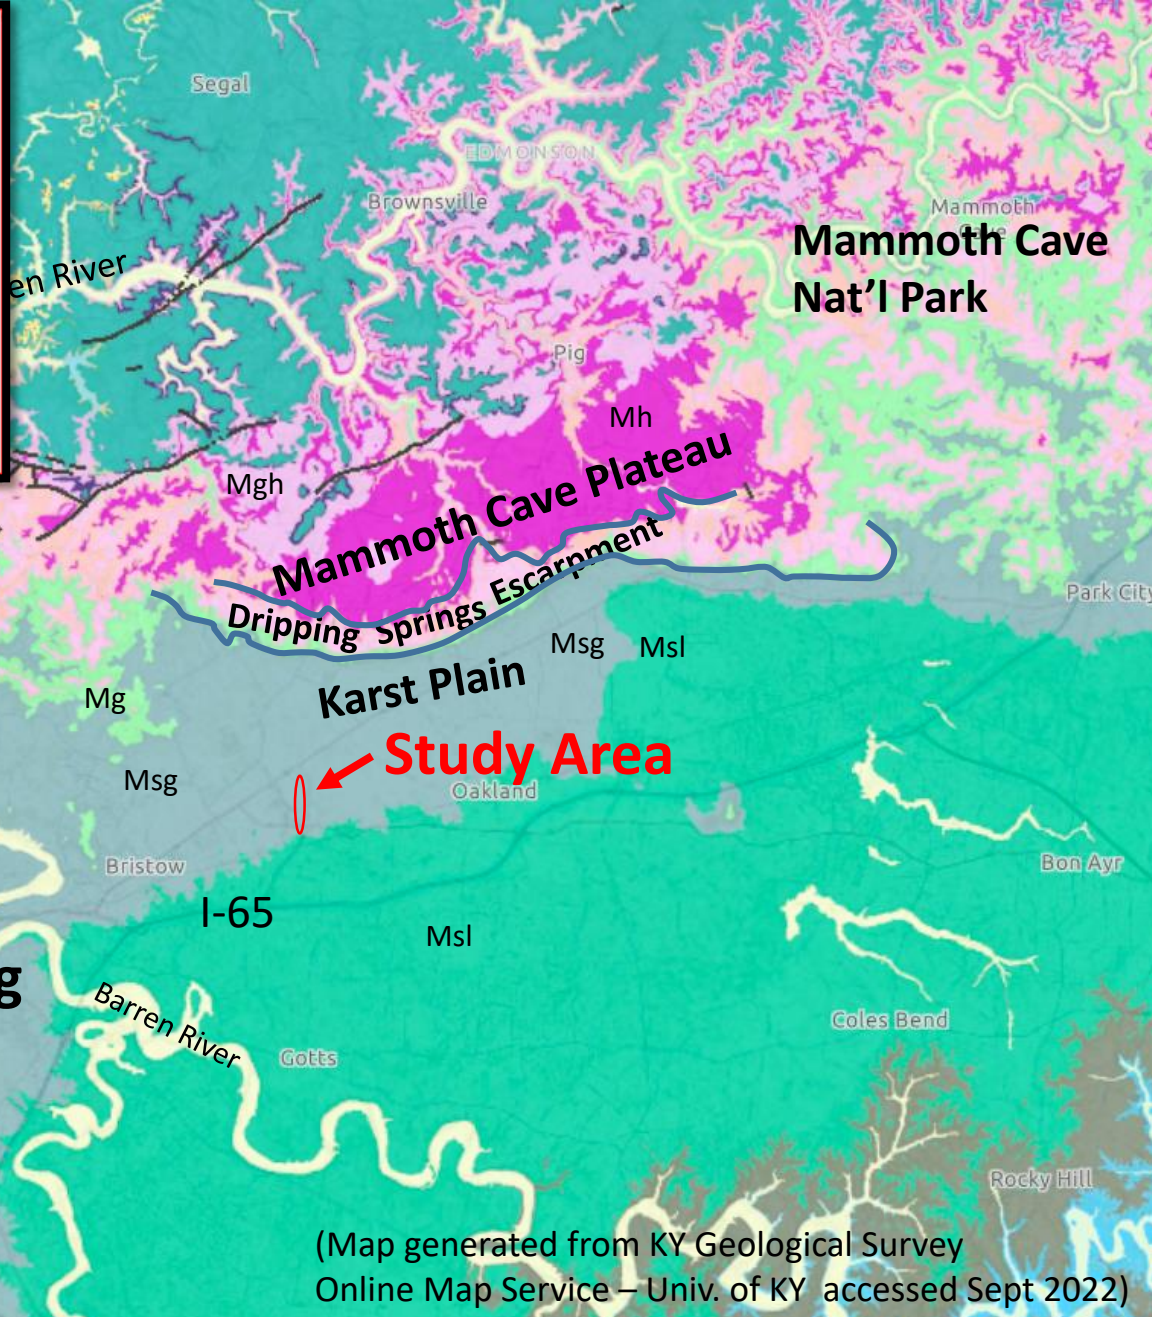 Segal
EDMONSON
Brownsville
Mammoth
Mammoth Cave
Nat’l Park
en River
Pig
Mh
Mgh
Mammoth Cave Plateau
Dripping Springs Escarpment
Park City
Msg
Msl
Karst Plain
Mg
Study Area
Msg
Oakland
Bristow
Bon Ayr
I-65
Msl
g
Barren River
Coles Bend
Gotts
Rocky Hill
(Map generated from KY Geological Survey
Online Map Service – Univ. of KY accessed Sept 2022)